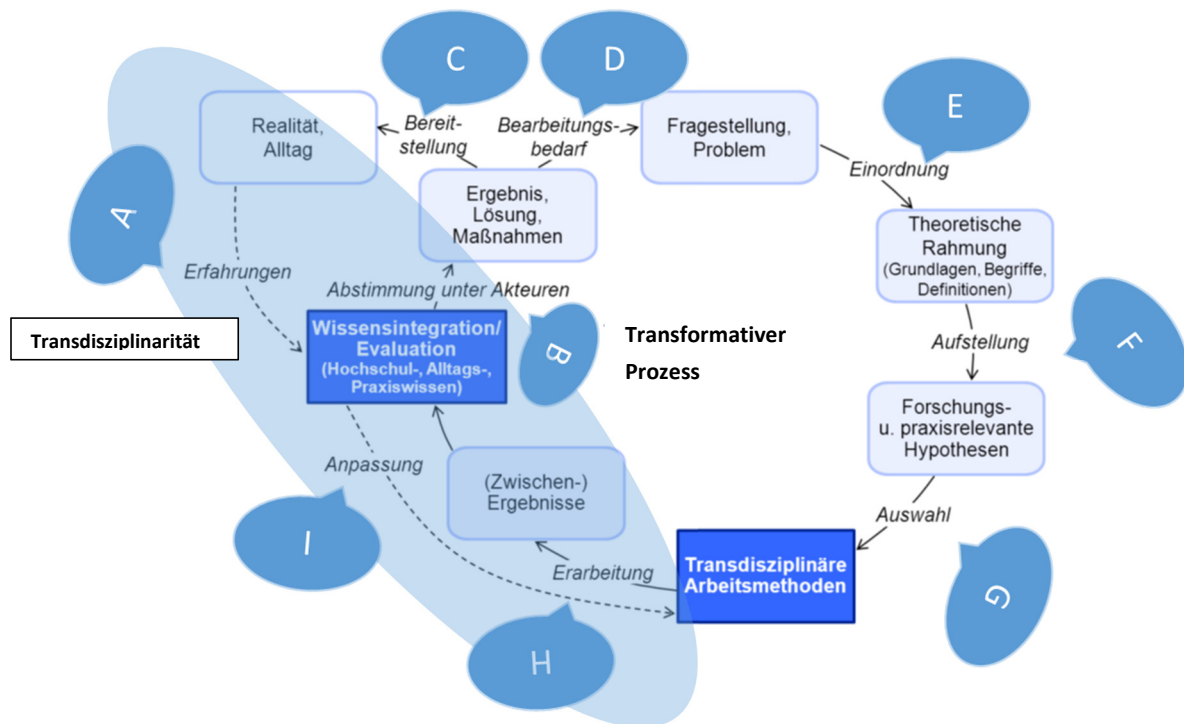 C
D
E
Realität,
Alltag
Bereit-
stellung
Bearbeitungs-
bedarf
Fragestellung,
Problem
Einordnung
Ergebnis,
Lösung,
Maßnahmen
A
Theoretische
Rahmung
(Grundlagen, Begriffe,
Definitionen)
Erfahrungen
Abstimmung unter Akteuren
Transdisziplinarität
Wissensintegration/
Evaluation
(Hochschul-, Alltags-,
Praxiswissen)
B
Transformativer
Prozess
Aufstellung
F
Forschungs-
u. praxisrelevante
Hypothesen
Anpassung
(Zwischen-)
Ergebnisse
Auswahl
I
Erarbeitung
Transdisziplinäre
Arbeitsmethoden
G
H